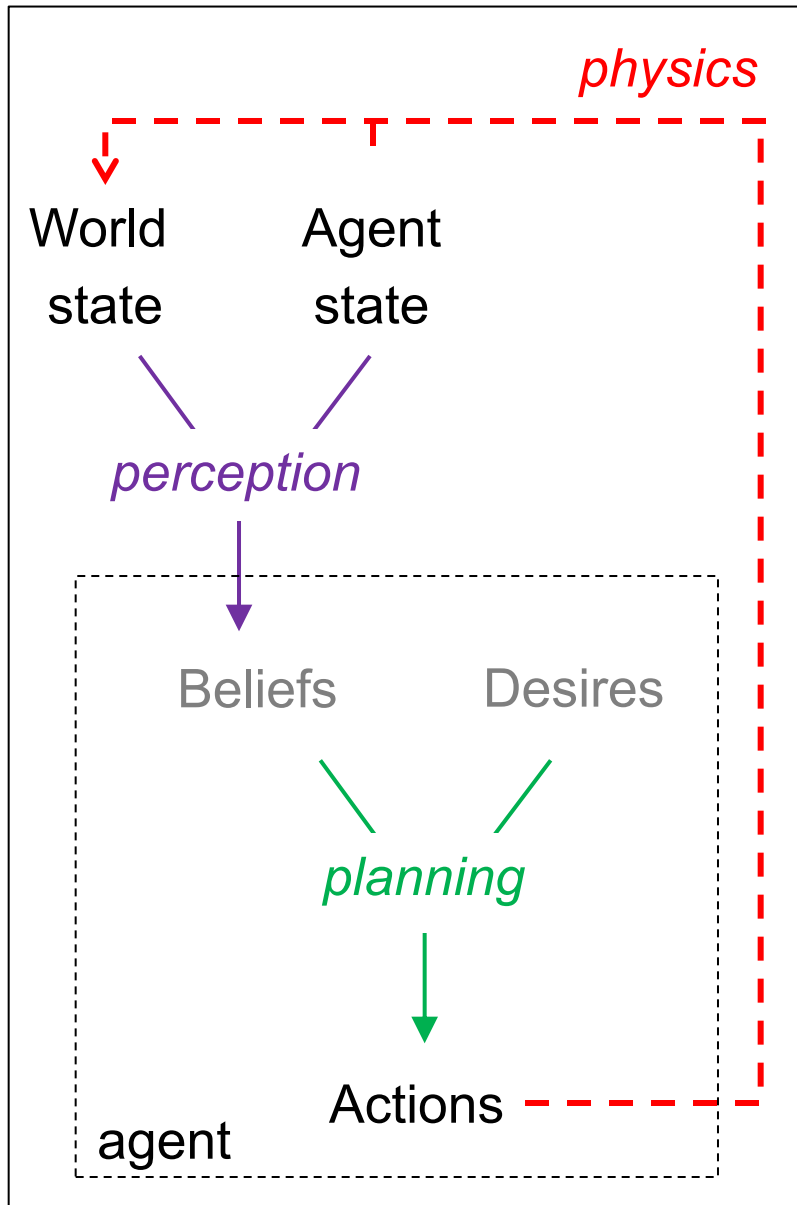 physics
World
state
Agent
state
perception
Beliefs
Desires
planning
Actions
agent